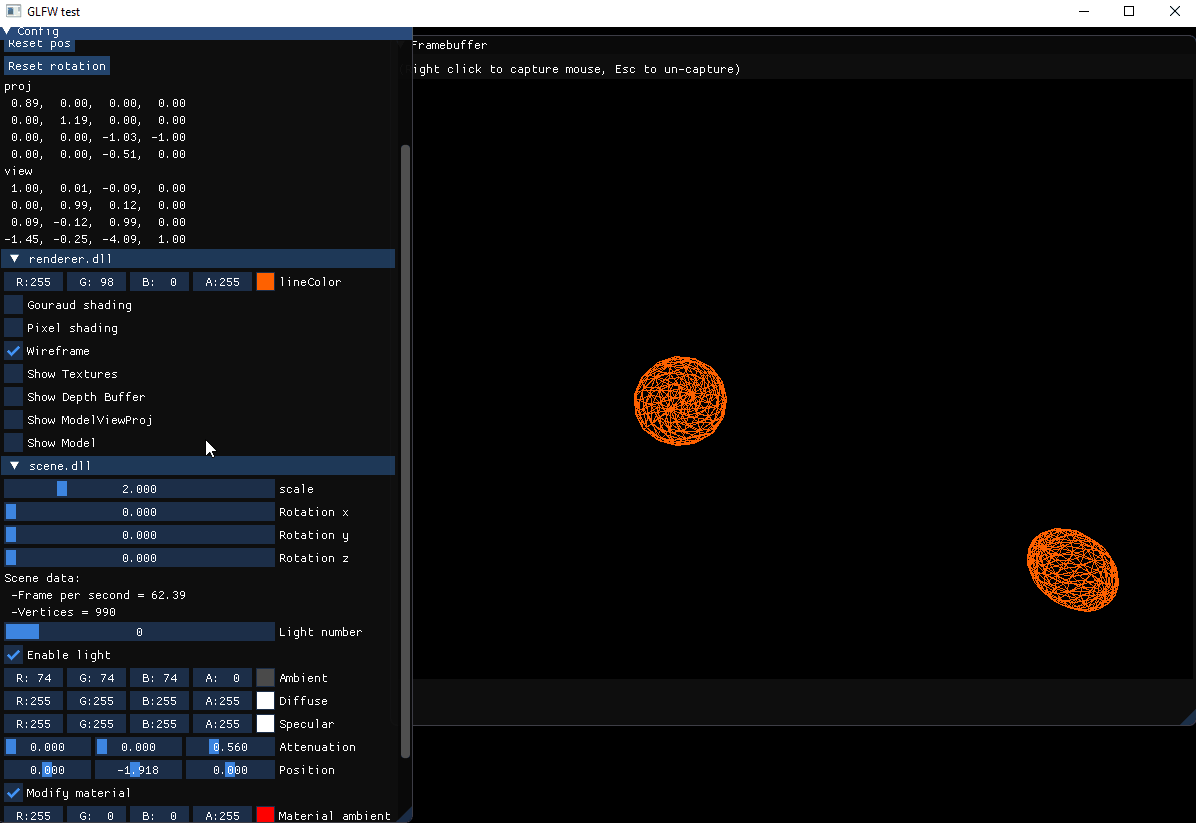 GLFW test
Config
Reset pos
Framebuffer
Reset rotation
ight click to capture mouse, Esc to un-capture)
proj
0.89, 0.00, 0.00, 0.00
0.00, 1.19, 0.00, 0.00
0.00, 0.00, -1.03, -1.00
0.00, 0.00, -0.51, 0.00
view
1.00, 0.01, -0.09, 0.00
0.00, 0.99, 0.12, 0.00
0.09, -0.12, 0.99, 0.00
-1.45, -0.25, -4.09, 1.00
renderer.dll
R:255 G: 98 B: 0 A:255 lineColor
Gouraud shading
Pixel shading
Wireframe
Show Textures
Show Depth Buffer
Show ModelViewProj
Show Model
scene.dll
2.000 scale
0.000 Rotation x
0.000 Rotation y
0.000 Rotation z
Scene data:
-Frame per second = 62.39
-Vertices = 990
0 Light number
Enable light
R: 74 G: 74 B: 74 A: 0 Ambient
R:255 G:255 B:255 A:255 Diffuse
R:255 G:255 B:255 A:255 Specular
0.000 0.000 0.560 Attenuation
0.000 -1.918 0.000 Position
Modify material
R:255 G: 0 B: 0 A:255 Material ambient